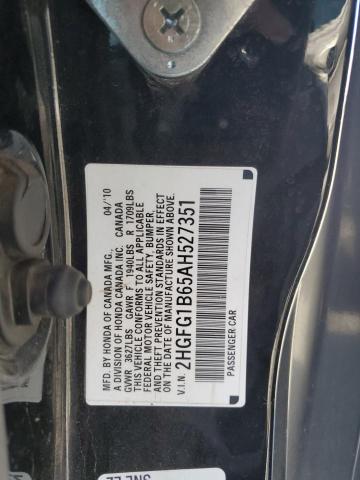 MFD. BY HONDA OF CANADA MFG., 04/'10
A DIVISION OF HONDA CANADA INC. CANADA
GVWR 3627LBS GAWR F 1940LBS R 1709LBS
THIS VEHICLE CONFORMS TO ALL APPLICABLE
FEDERAL MOTOR VEHICLE SAFETY, BUMPER,
AND THEFT PREVENTION STANDARDS IN EFFECT
ON THE DATE OF MANUFACTURE SHOWN ABOVE.
V.I.N. 2HGFG1B65AH527351
PASSENGER CAR